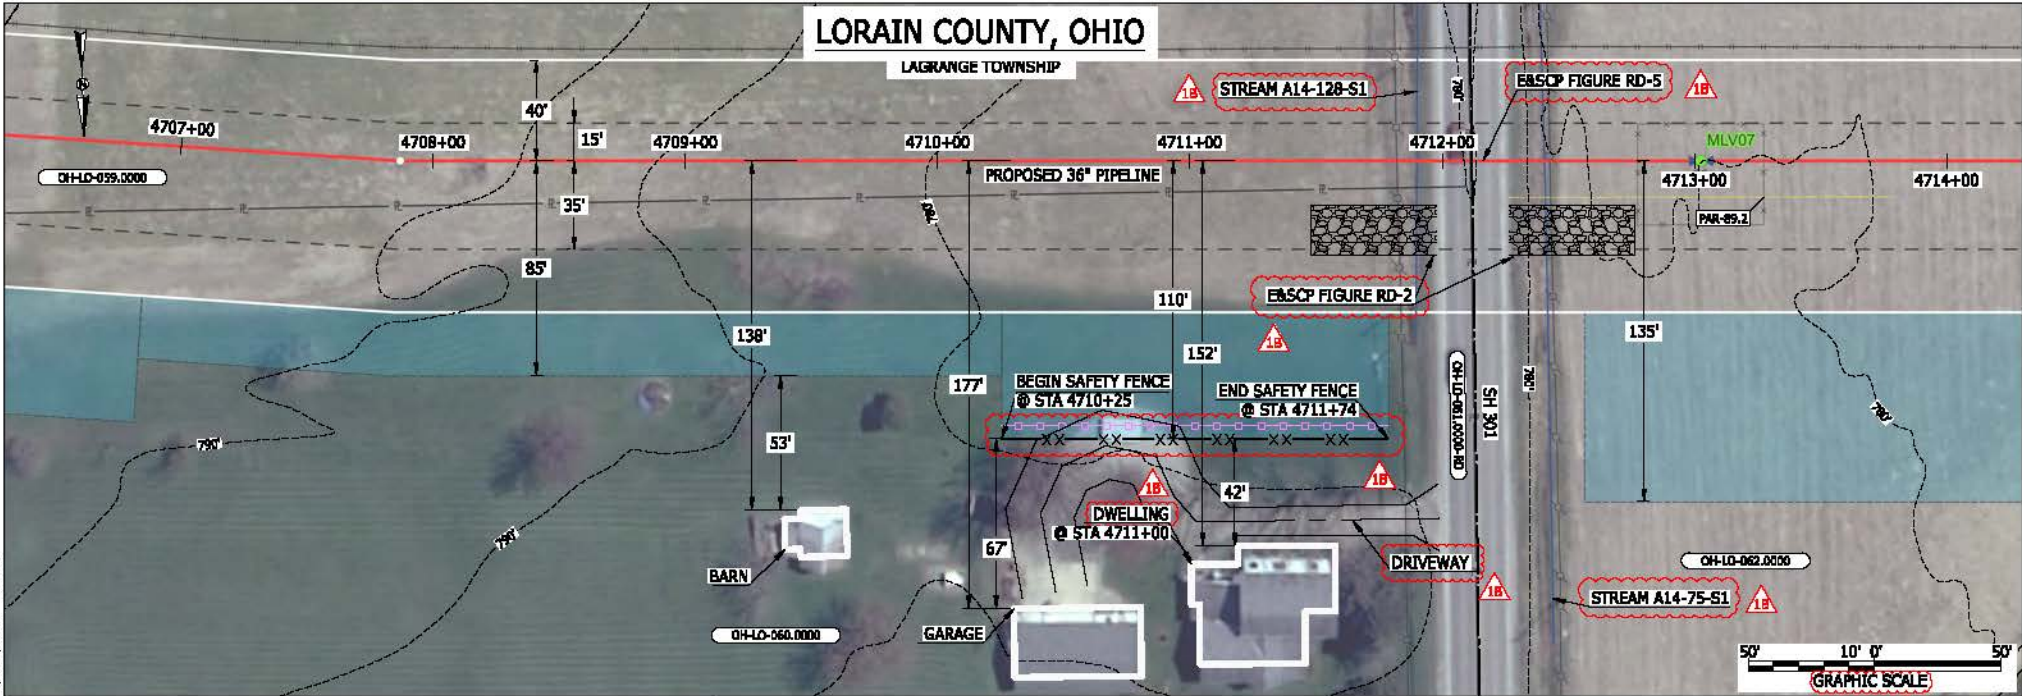 LORAIN COUNTY, OHIO
LAGRANGE TOWNSHIP
N
4707+00
4708+00
4709+00
4710+00
4711+00
4712+00
4713+00
4714+00
40'
15'
35'
85'
1B
STREAM A14-128-S1
780'
E&SCP FIGURE RD-5
1B
MLV07
OH-LO-059.0000
PROPOSED 36" PIPELINE
PAR-89.2
780'
E&SCP FIGURE RD-2
1B
110'
138'
152'
177'
135'
BEGIN SAFETY FENCE
@ STA 4710+25
END SAFETY FENCE
@ STA 4711+74
OH-LO-061.0000-RD
SH 301
780'
780'
790'
790'
53'
42'
67'
1B
1B
DWELLING
@ STA 4711+00
DRIVEWAY
1B
BARN
GARAGE
OH-LO-060.0000
OH-LO-062.0000
STREAM A14-75-S1
1B
50' 10' 0' 50'
GRAPHIC SCALE